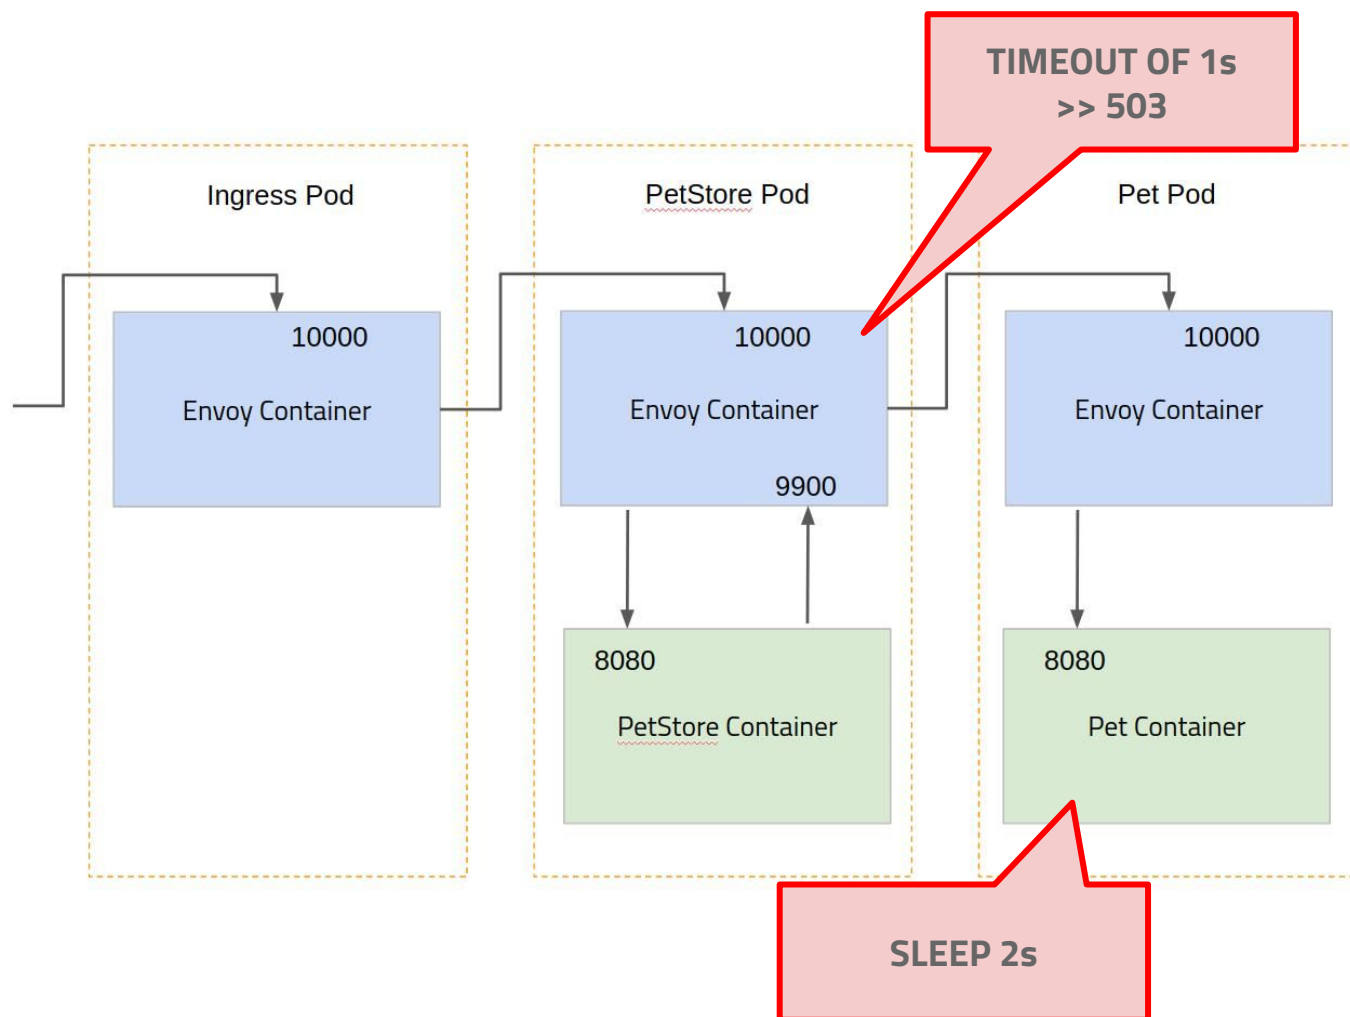 TIMEOUT OF 1s
>> 503
Ingress Pod
PetStore Pod
Pet Pod
10000
Envoy Container
10000
Envoy Container
9900
10000
Envoy Container
8080
PetStore Container
8080
Pet Container
SLEEP 2s